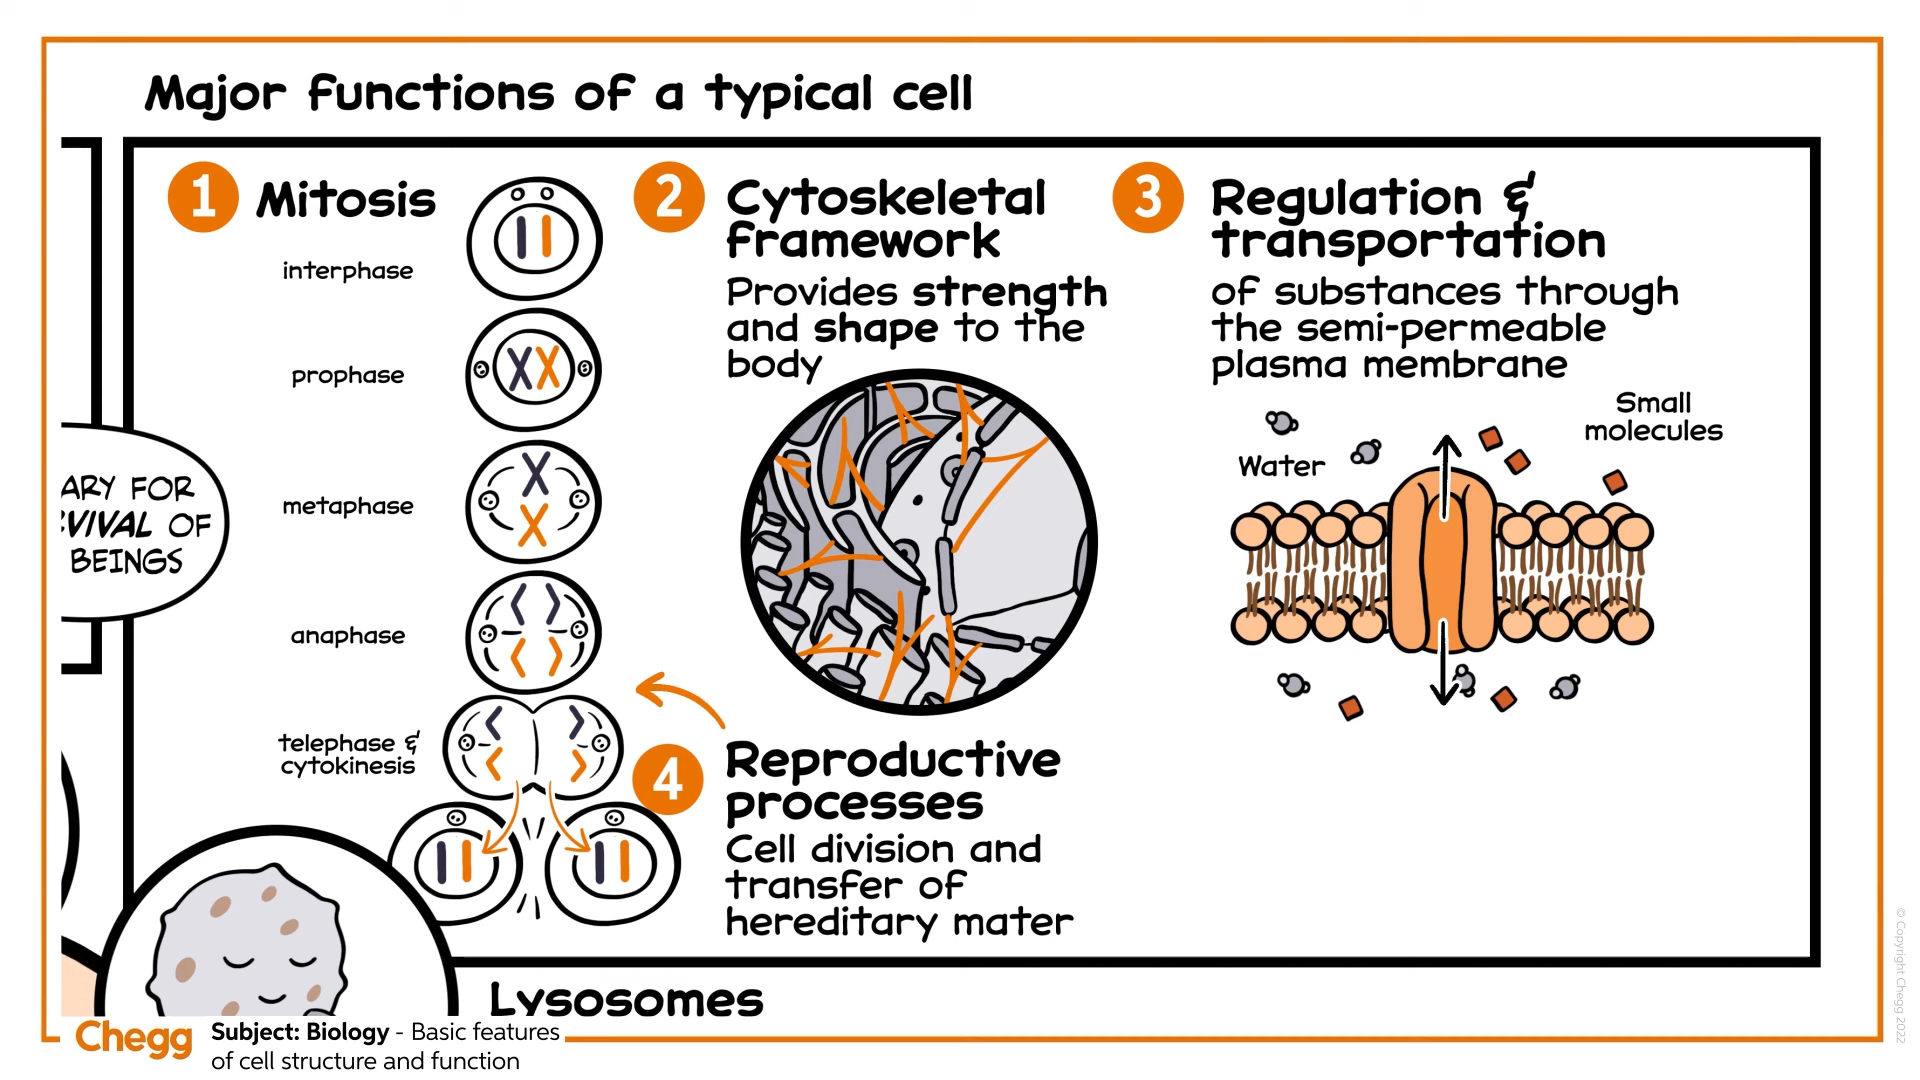 Major functions of a typical cell
1
Mitosis
interphase
prophase
metaphase
anaphase
telephase &
cytokinesis
2
Cytoskeletal
framework
Provides strength
and shape to the
body
3
Regulation &
transportation
of substances through
the semi-permeable
plasma membrane
Water
Small
molecules
4
Reproductive
processes
Cell division and
transfer of
hereditary mater
ARY FOR
VIVAL OF
BEINGS
Lysosomes
Chegg
Subject: Biology - Basic features
of cell structure and function
© Copyright Chegg 2022